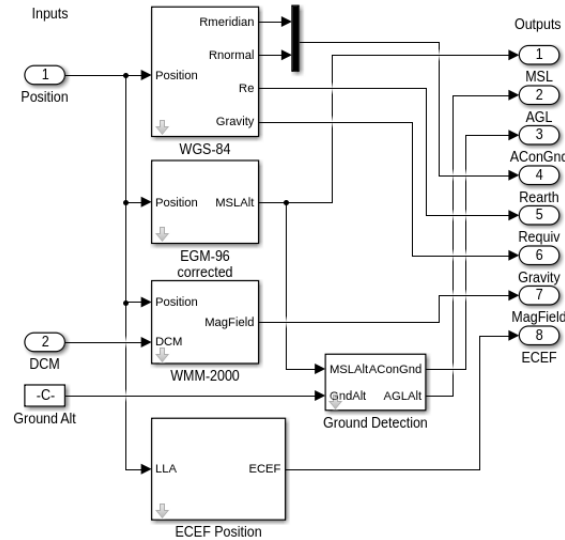 Inputs
Outputs
1
Position
Position
Rmeridian
Rnormal
Re
Gravity
WGS-84
1
MSL
2
AGL
3
AConGnd
4
Rearth
5
Requiv
6
Gravity
7
MagField
8
ECEF
Position
MSLAlt
EGM-96
corrected
Position
MagField
DCM
WMM-2000
2
DCM
-C-
Ground Alt
MSLAlt
AConGnd
GndAlt
AGLAlt
Ground Detection
LLA
ECEF
ECEF Position